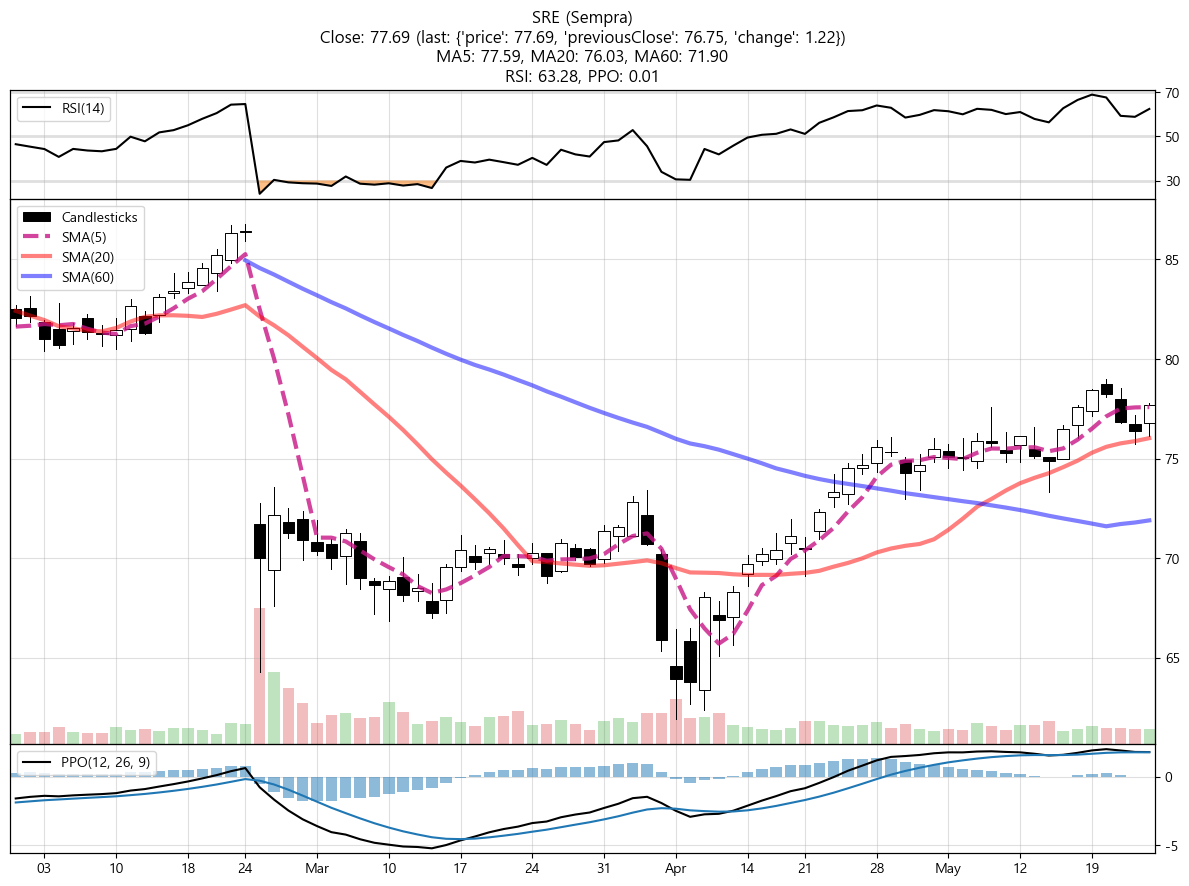 SRE (Sempra)
Close: 77.69 (last: {'price': 77.69, 'previousClose': 76.75, 'change': 1.22})
MA5: 77.59, MA20: 76.03, MA60: 71.90
RSI: 63.28, PPO: 0.01
RSI(14)
70
50
30
Candlesticks
SMA(5)
SMA(20)
SMA(60)
85
80
75
70
65
PPO(12, 26, 9)
0
-5
03 10 18 24 Mar 10 17 24 31 Apr 14 21 28 May 12 19